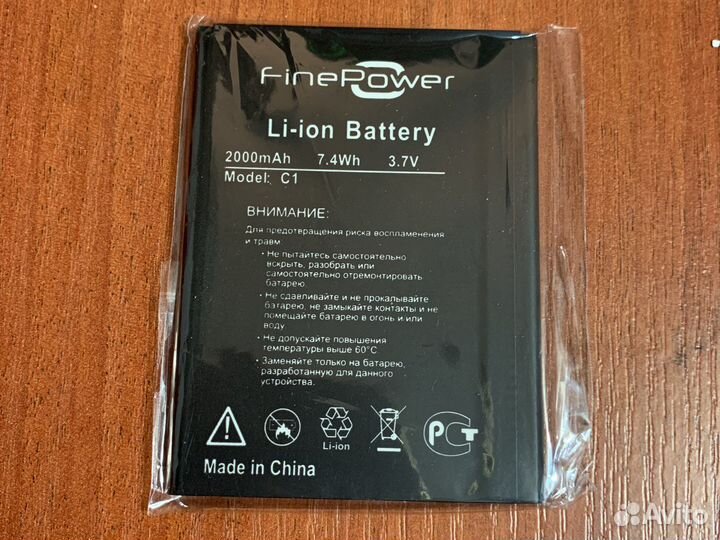 FinePower
Li-ion Battery
2000mAh 7.4Wh 3.7V
Model: C1
ВНИМАНИЕ:
Для предотвращения риска воспламенения
и травм:
• Не пытайтесь самостоятельно
вскрыть, разобрать или
самостоятельно отремонтировать
батарею.
• Не сдавливайте и не прокалывайте
батарею, не замыкайте контакты и не
помещайте батарею в огонь и или
воду.
• Не допускайте повышения
температуры выше 60°С
• Заменяйте только на батарею,
разработанную для данного
устройства.
Li-ion
РСТ
Made in China
Avito